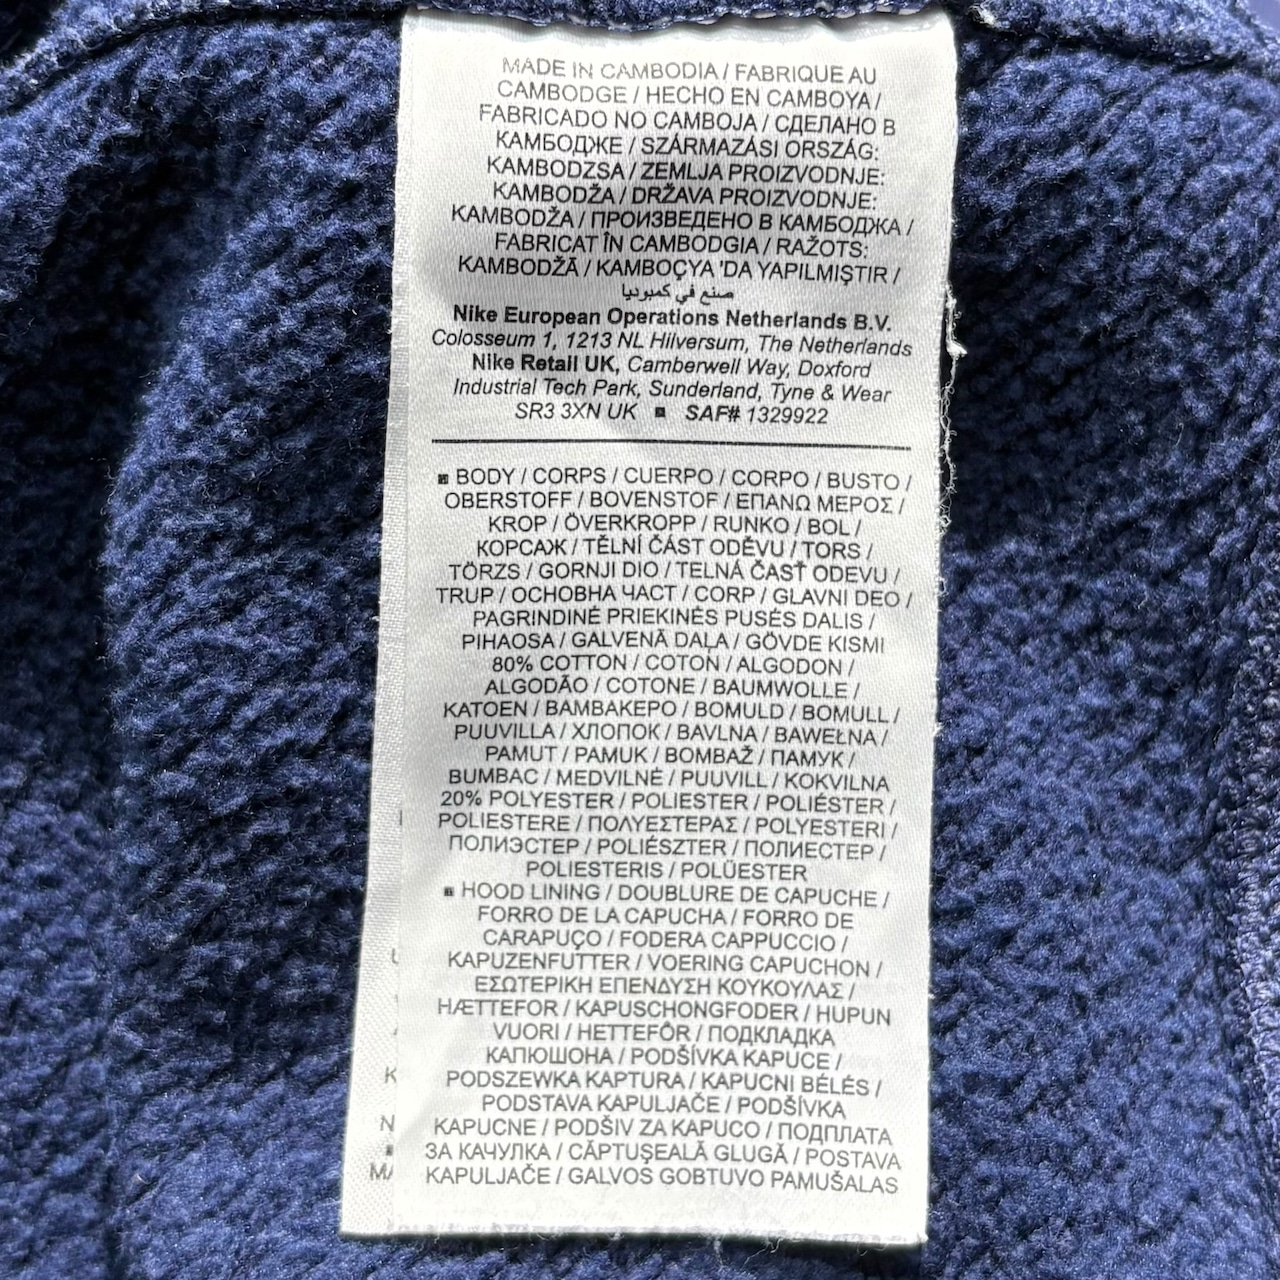 MADE IN CAMBODIA / FABRIQUE AU
CAMBODGE / HECHO EN CAMBOYA /
FABRICADO NO CAMBOJA / СДЕЛАНО В
КАМБОДЖЕ / SZÁRMAZÁSI ORSZÁG:
KAMBODZSA / ZEMLJA PROIZVODNJE:
KAMBODŽA / DRŽAVA PROIZVODNJE:
KAMBODŽA / ПРОИЗВЕДЕНО В КАМБОДЖА /
FABRICAT ÎN CAMBODGIA / RAŽOTS:
KAMBODŽĀ / KAMBOÇYA 'DA YAPILMIŞTIR /
صنع في كمبوديا
Nike European Operations Netherlands B.V.
Colosseum 1, 1213 NL Hilversum, The Netherlands
Nike Retail UK, Camberwell Way, Doxford
Industrial Tech Park, Sunderland, Tyne & Wear
SR3 3XN UK ■ SAF# 1329922
■ BODY / CORPS / CUERPO / CORPO / BUSTO /
OBERSTOFF / BOVENSTOF / ΕΠΑΝΩ ΜΕΡΟΣ /
KROP / ÖVERKROPP / RUNKO / BOL /
КОРСАЖ / TĚLNÍ ČÁST ODĚVU / TORS /
TÖRZS / GORNJI DIO / TELNÁ ČASŤ ODEVU /
TRUP / ОСНОВНА ЧАСТ / CORP / GLAVNI DEO /
PAGRINDINĖ PRIEKINĖS PUSĖS DALIS /
PIHAOSA / GALVENĀ DAĻA / GÖVDE KISMI
80% COTTON / COTON / ALGODON /
ALGODÃO / COTONE / BAUMWOLLE /
KATOEN / ΒΑΜΒΑΚΕΡΟ / BOMULD / BOMULL /
PUUVILLA / ХЛОПОК / BAVLNA / BAWEŁNA /
PAMUT / PAMUK / BOMBAŽ / ПАМУК /
BUMBAC / MEDVILNĖ / PUUVILL / KOKVILNA
20% POLYESTER / POLIESTER / POLIÉSTER /
POLIESTERE / ΠΟΛΥΕΣΤΕΡΑΣ / POLYESTERI /
ПОЛИЭСТЕР / POLIÉSZTER / ПОЛИЕСТЕР /
POLIESTERIS / POLÜESTER
■ HOOD LINING / DOUBLURE DE CAPUCHE /
FORRO DE LA CAPUCHA / FORRO DE
CARAPUÇO / FODERA CAPPUCCIO /
KAPUZENFUTTER / VOERING CAPUCHON /
ΕΣΩΤΕΡΙΚΗ ΕΠΕΝΔΥΣΗ ΚΟΥΚΟΥΛΑΣ /
HÆTTEFOR / KAPUSCHONGFODER / HUPUN
VUORI / HETTEFÔR / ПОДКЛАДКА
КАПЮШОНА / PODŠÍVKA KAPUCE /
PODSZEWKA KAPTURA / KAPUCNI BÉLÉS /
PODSTAVA KAPULJAČE / PODŠÍVKA
KAPUCNE / PODŠIV ZA KAPUCO / ПОДПЛАТА
ЗА КАЧУЛКА / CĂPTUŞEALĂ GLUGĂ / POSTAVA
KAPULJAČE / GALVOS GOBTUVO PAMUŠALAS